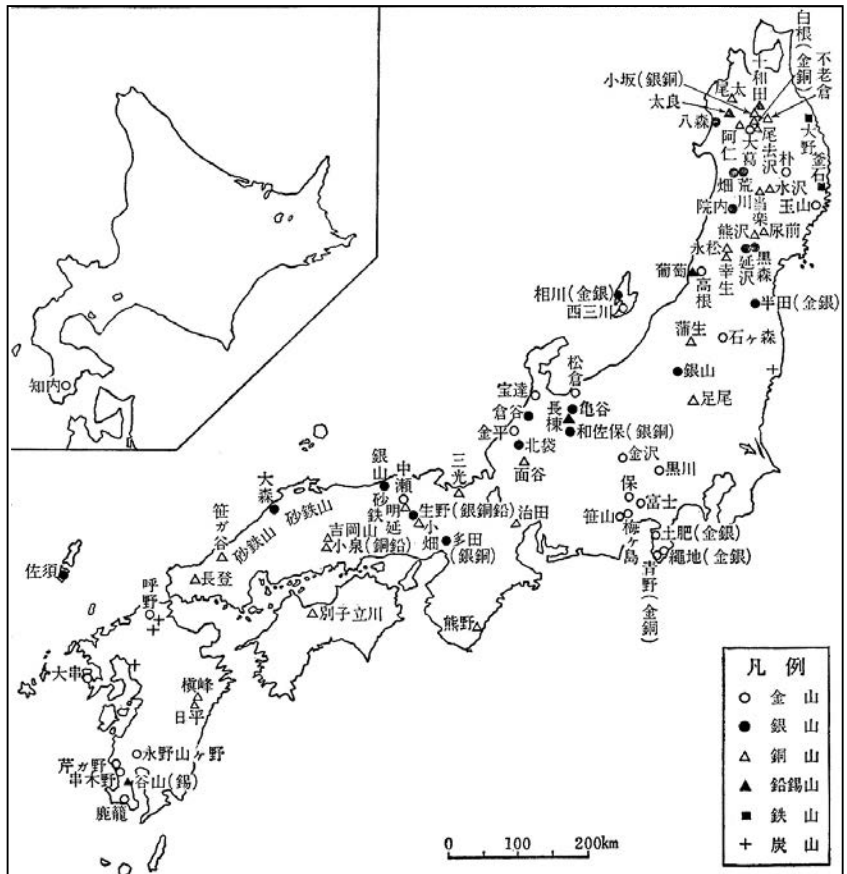 白根(金銅)
不老倉
十和田
小坂(銀銅)
尾太
太良
八森
阿仁
大葛
尾去沢
大野
朴
釜石
畑
荒川
当楽
水沢
玉山
院内
熊沢
尿前
永松
幸生
延沢
黒森
葡萄
高根
相川(金銀)
西三川
半田(金銀)
蒲生
石ヶ森
松倉
銀山
宝達
倉谷
長棟
亀谷
足尾
金平
和佐保(銀銅)
北袋
面谷
金沢
黒川
知内
三光
中瀬
銀山
大森
砂鉄
保
富士
笹山
梅ヶ島
砂鉄山
明延
生野(銀銅鉛)
小畑
治田
笹ガ谷
砂鉄山
吉岡山
小泉(銅鉛)
多田(銀銅)
土肥(金銀)
縄地(金銀)
青野(金銅)
佐須
長登
呼野
別子立川
熊野
大串
槇峰
日平
永野山ヶ野
芹ガ野
串木野
谷山(錫)
鹿籠
凡例
金山
銀山
銅山
鉛錫山
鉄山
炭山
0 100 200km